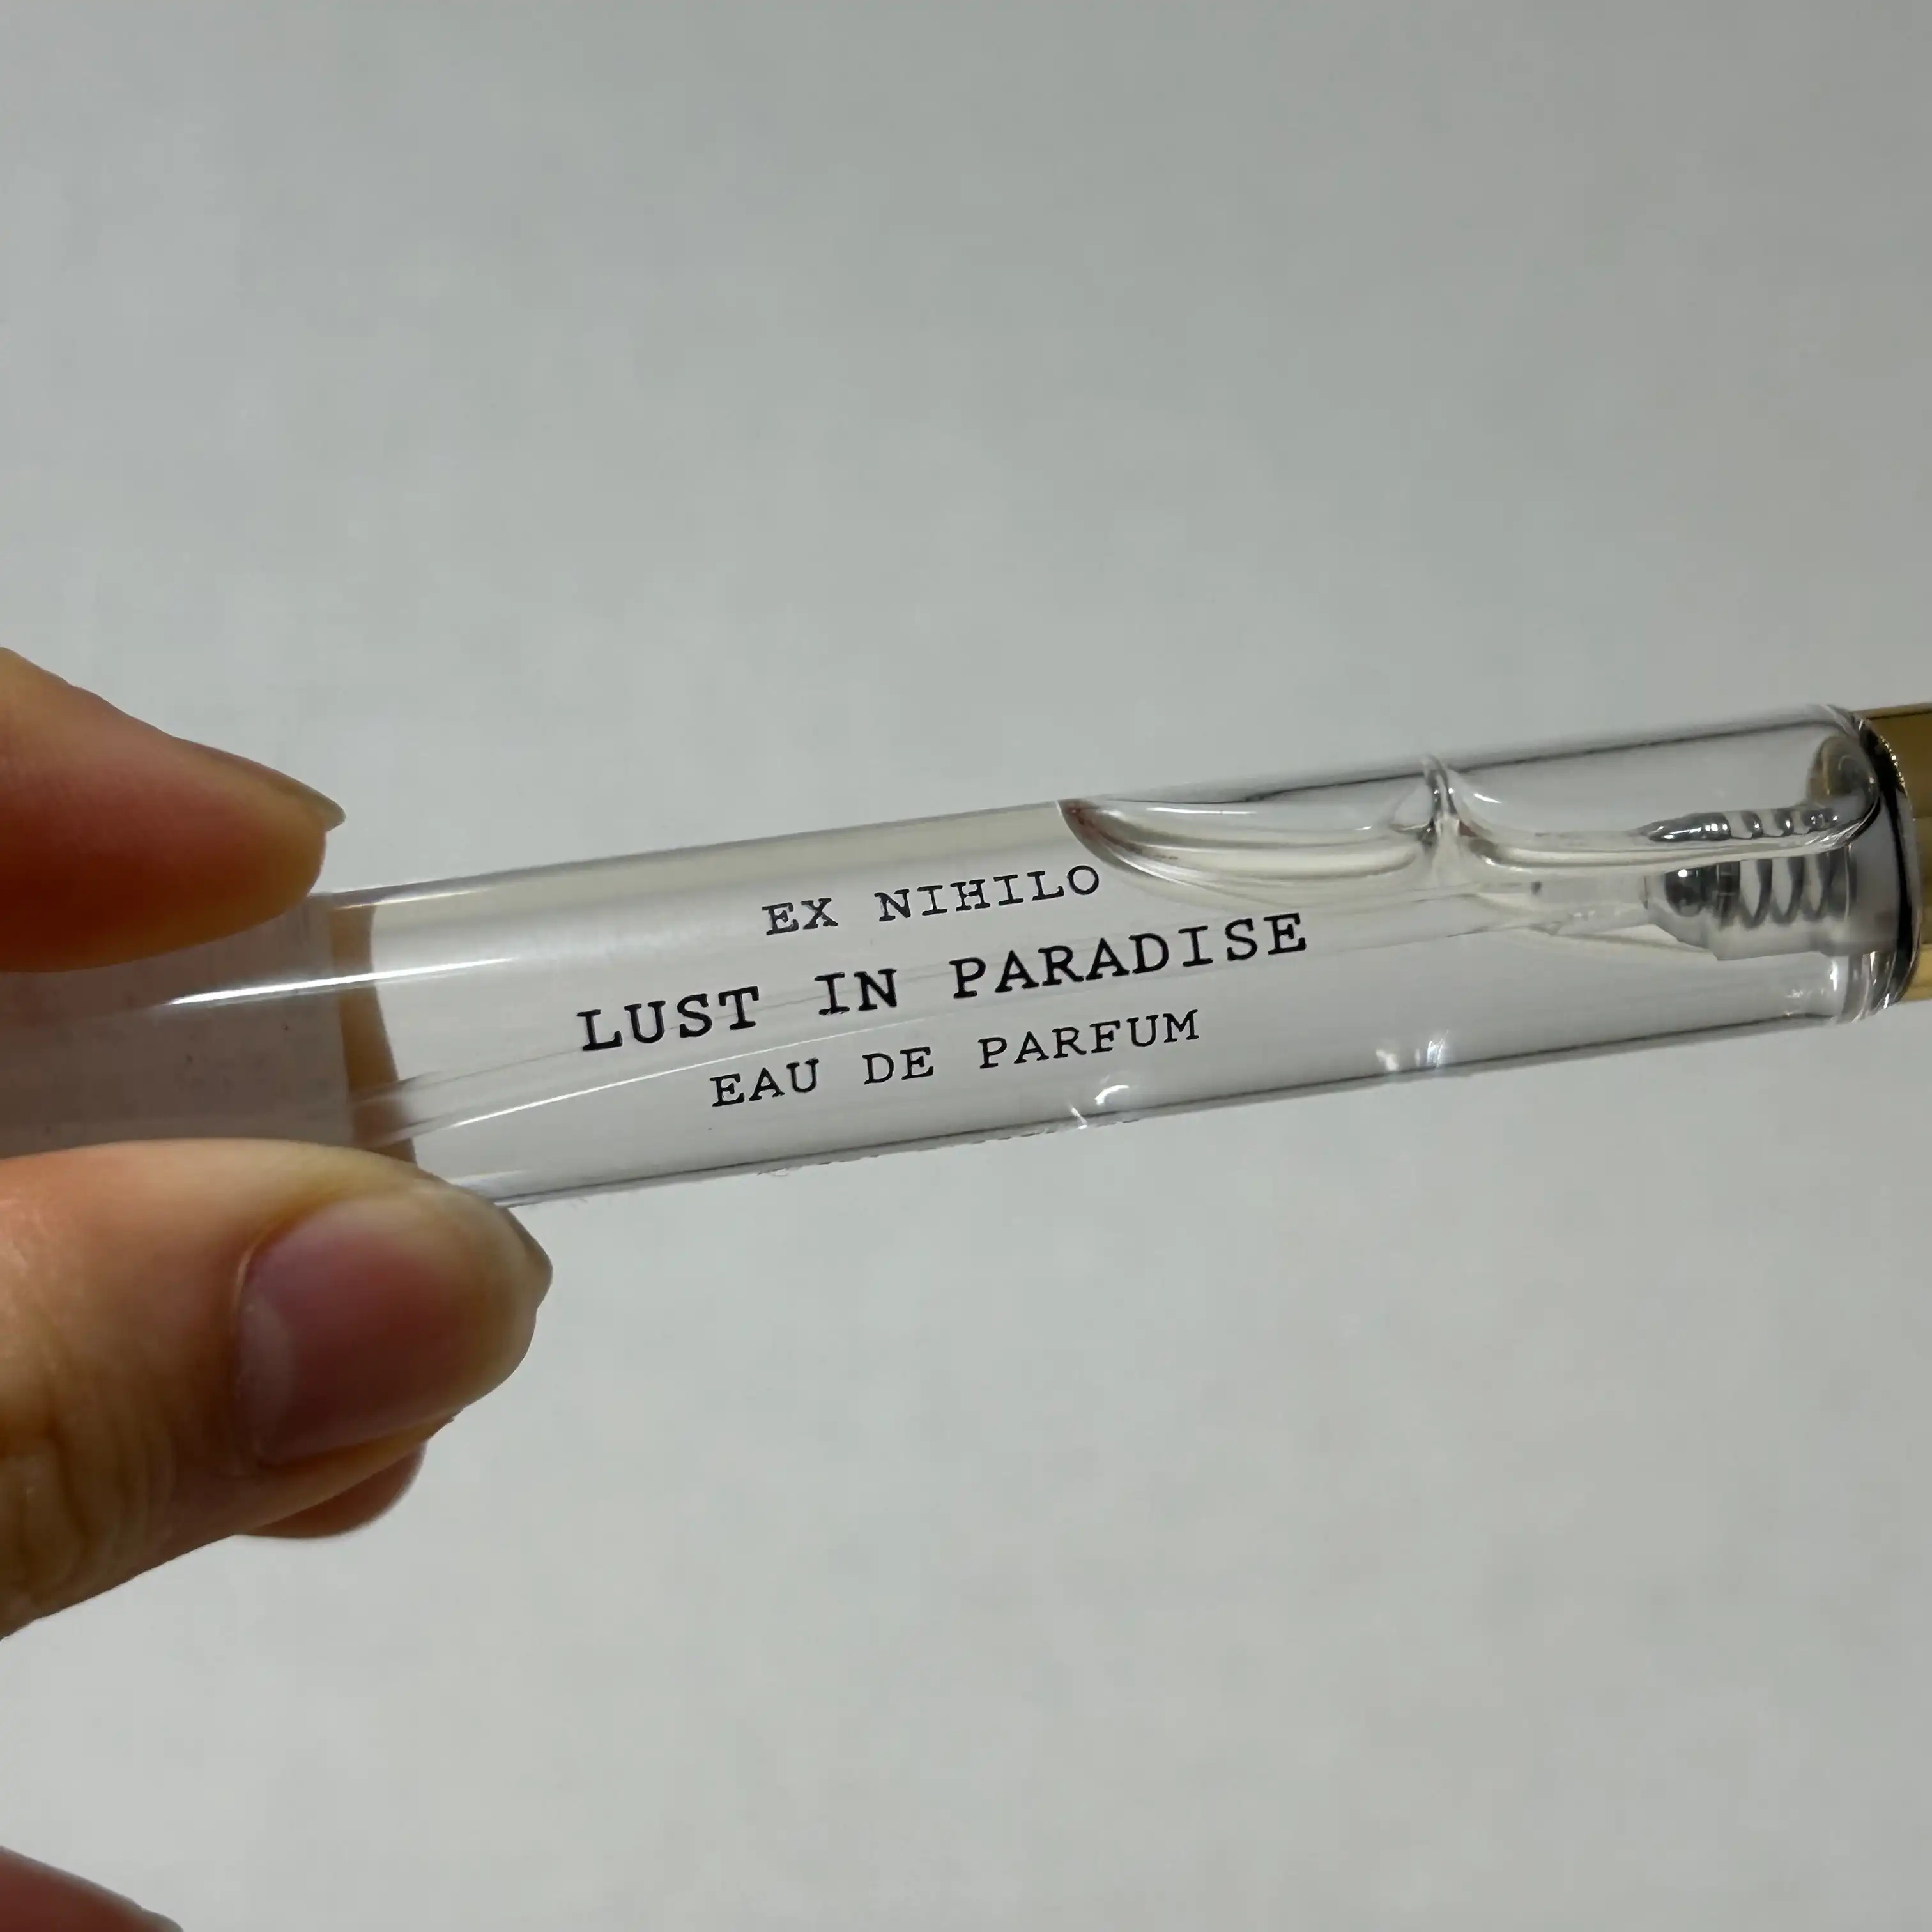 EX NIHILO
LUST IN PARADISE
EAU DE PARFUM